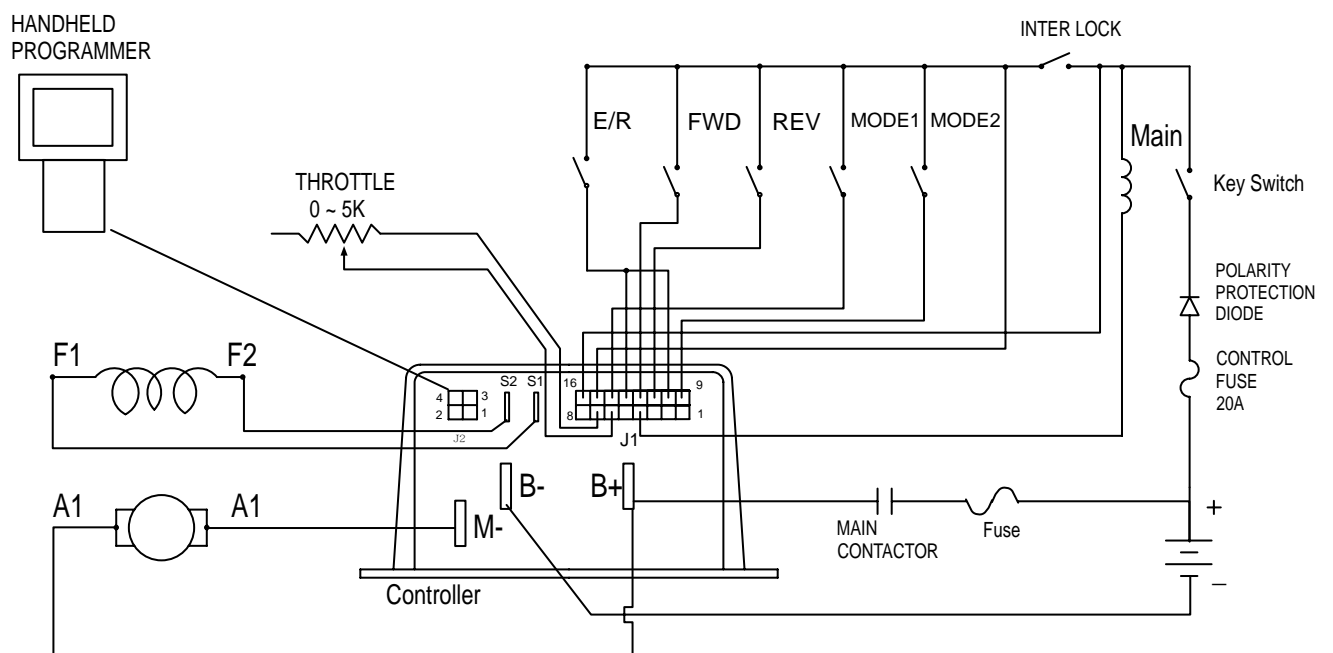 HANDHELD
PROGRAMMER
INTER LOCK
E/R
FWD
REV
MODE1
MODE2
Main
THROTTLE
0 ~ 5K
Key Switch
POLARITY
PROTECTION
DIODE
CONTROL
FUSE
20A
F1
F2
4
3
2
1
J2
S2
S1
16
9
8
1
J1
B-
B+
A1
A1
M-
MAIN
CONTACTOR
Fuse
+
–
Controller